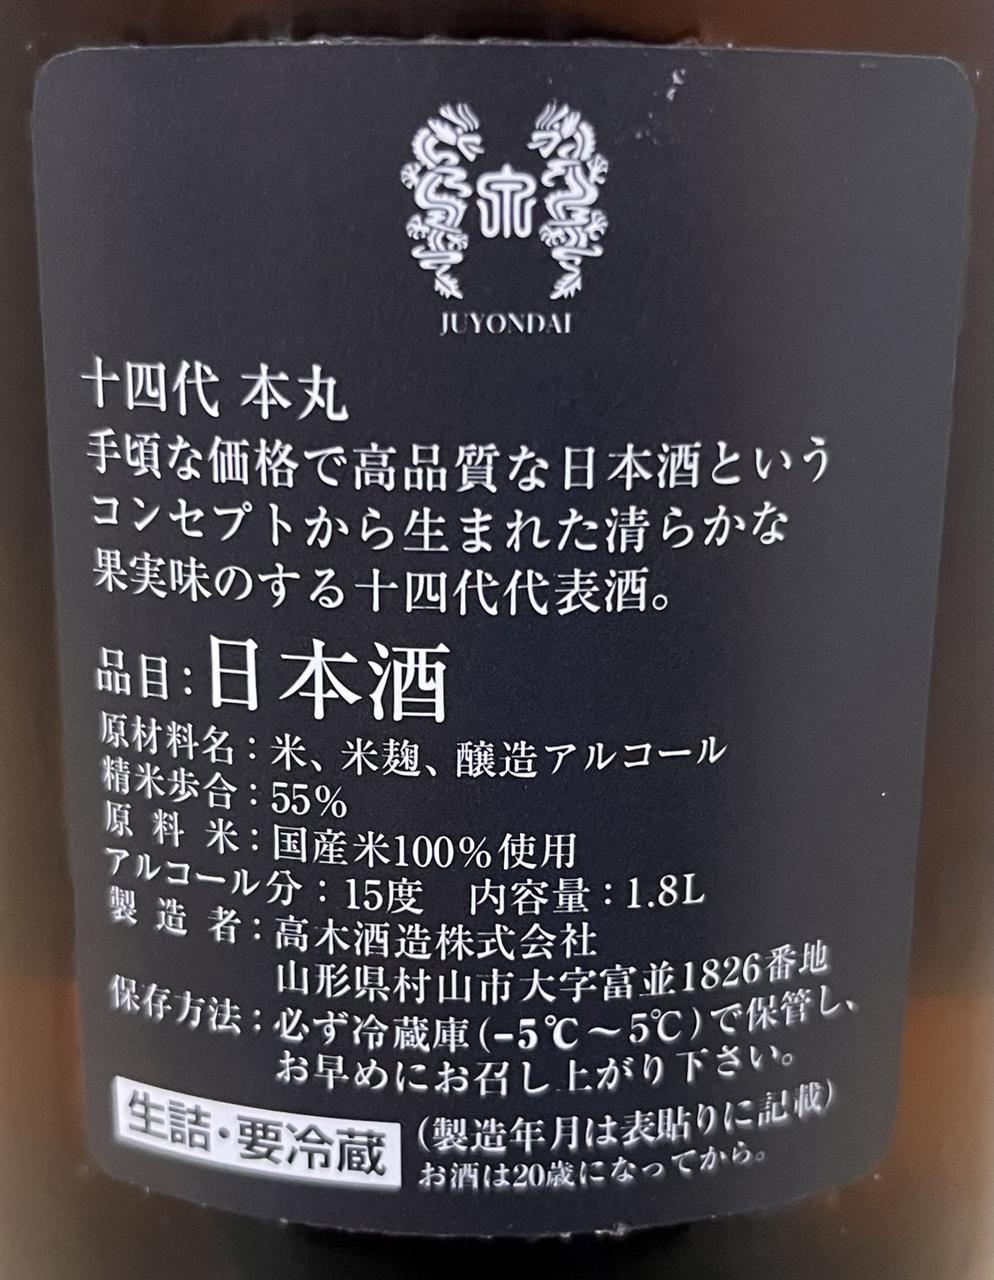 JUYONDAI
十四代 本丸
手頃な価格で高品質な日本酒という
コンセプトから生まれた清らかな
果実味のする十四代代表酒。
品目:日本酒
原材料名:米、米麹、醸造アルコール
精米歩合:55%
原料米:国産米100%使用
アルコール分:15度 内容量:1.8L
製造者:高木酒造株式会社
山形県村山市大字富並1826番地
保存方法:必ず冷蔵庫(-5℃〜5℃)で保管し、
お早めにお召し上がり下さい。
生詰・要冷蔵
(製造年月は表貼りに記載)
お酒は20歳になってから。